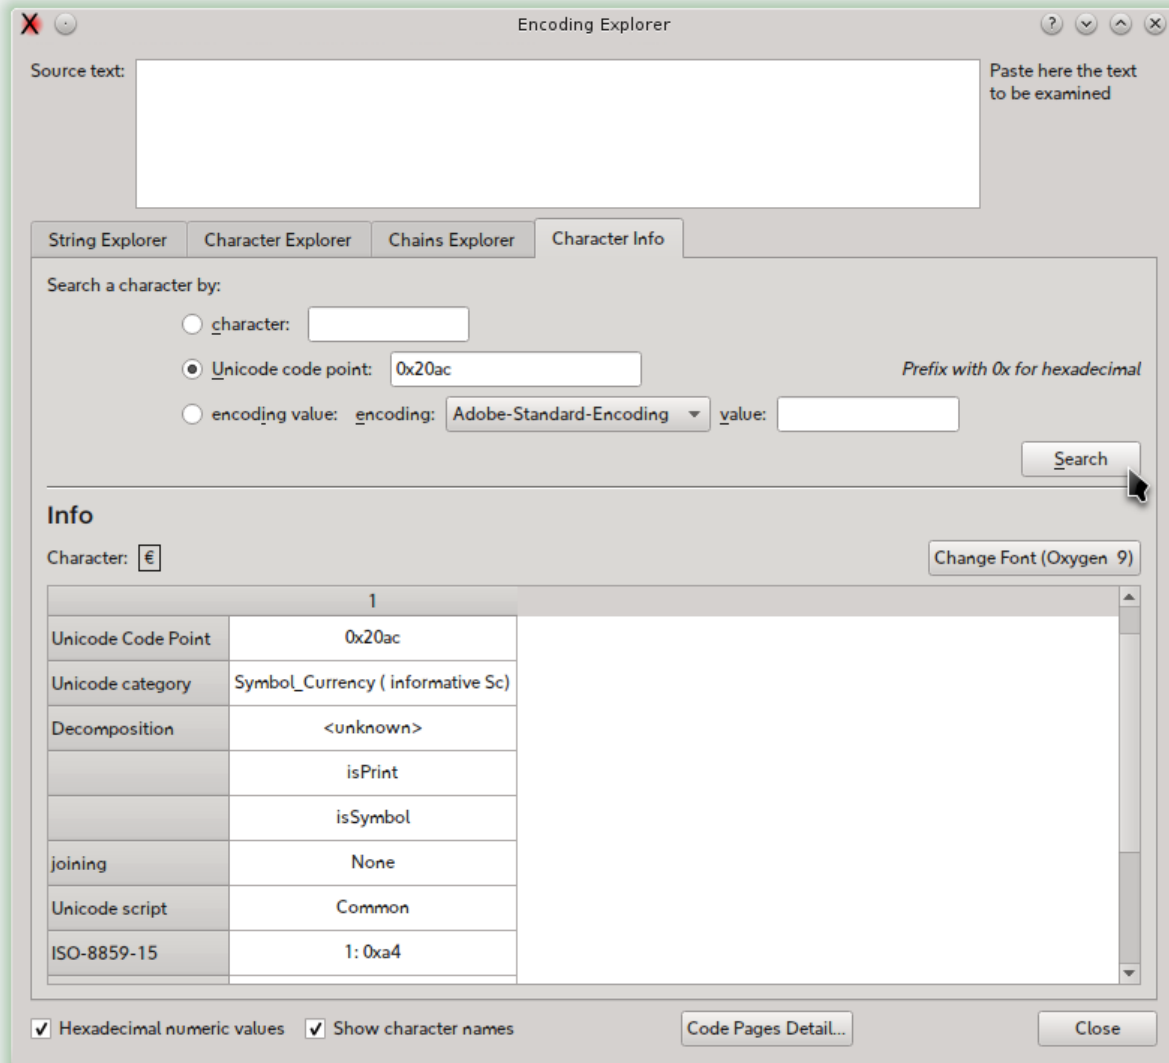 Encoding Explorer
Source text:
Paste here the text
to be examined
String Explorer Character Explorer Chains Explorer Character Info
Search a character by:
character:
Unicode code point: 0x20ac Prefix with 0x for hexadecimal
encoding value: encoding: Adobe-Standard-Encoding value:
Search
Info
Character: € Change Font (Oxygen 9)
1
Unicode Code Point 0x20ac
Unicode category Symbol_Currency ( informative Sc)
Decomposition <unknown>
isPrint
isSymbol
joining None
Unicode script Common
ISO-8859-15 1: 0xa4
Hexadecimal numeric values Show character names Code Pages Detail... Close